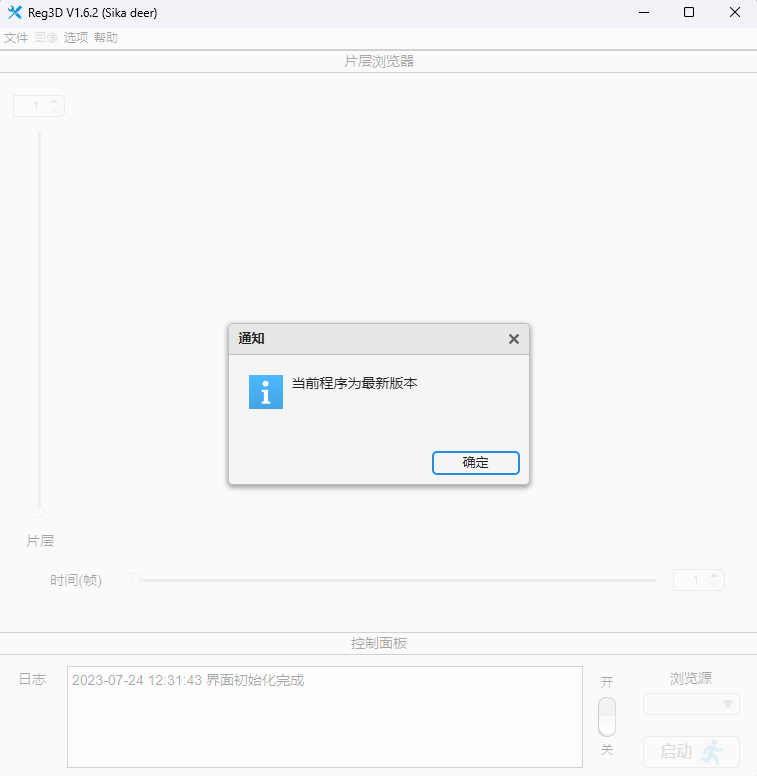 Reg3D V1.6.2 (Sika deer)
文件 图像 选项 帮助
片层浏览器
1
通知
当前程序为最新版本
确定
片层
时间(帧)
1
控制面板
日志
2023-07-24 12:31:43 界面初始化完成
开
关
浏览源
启动